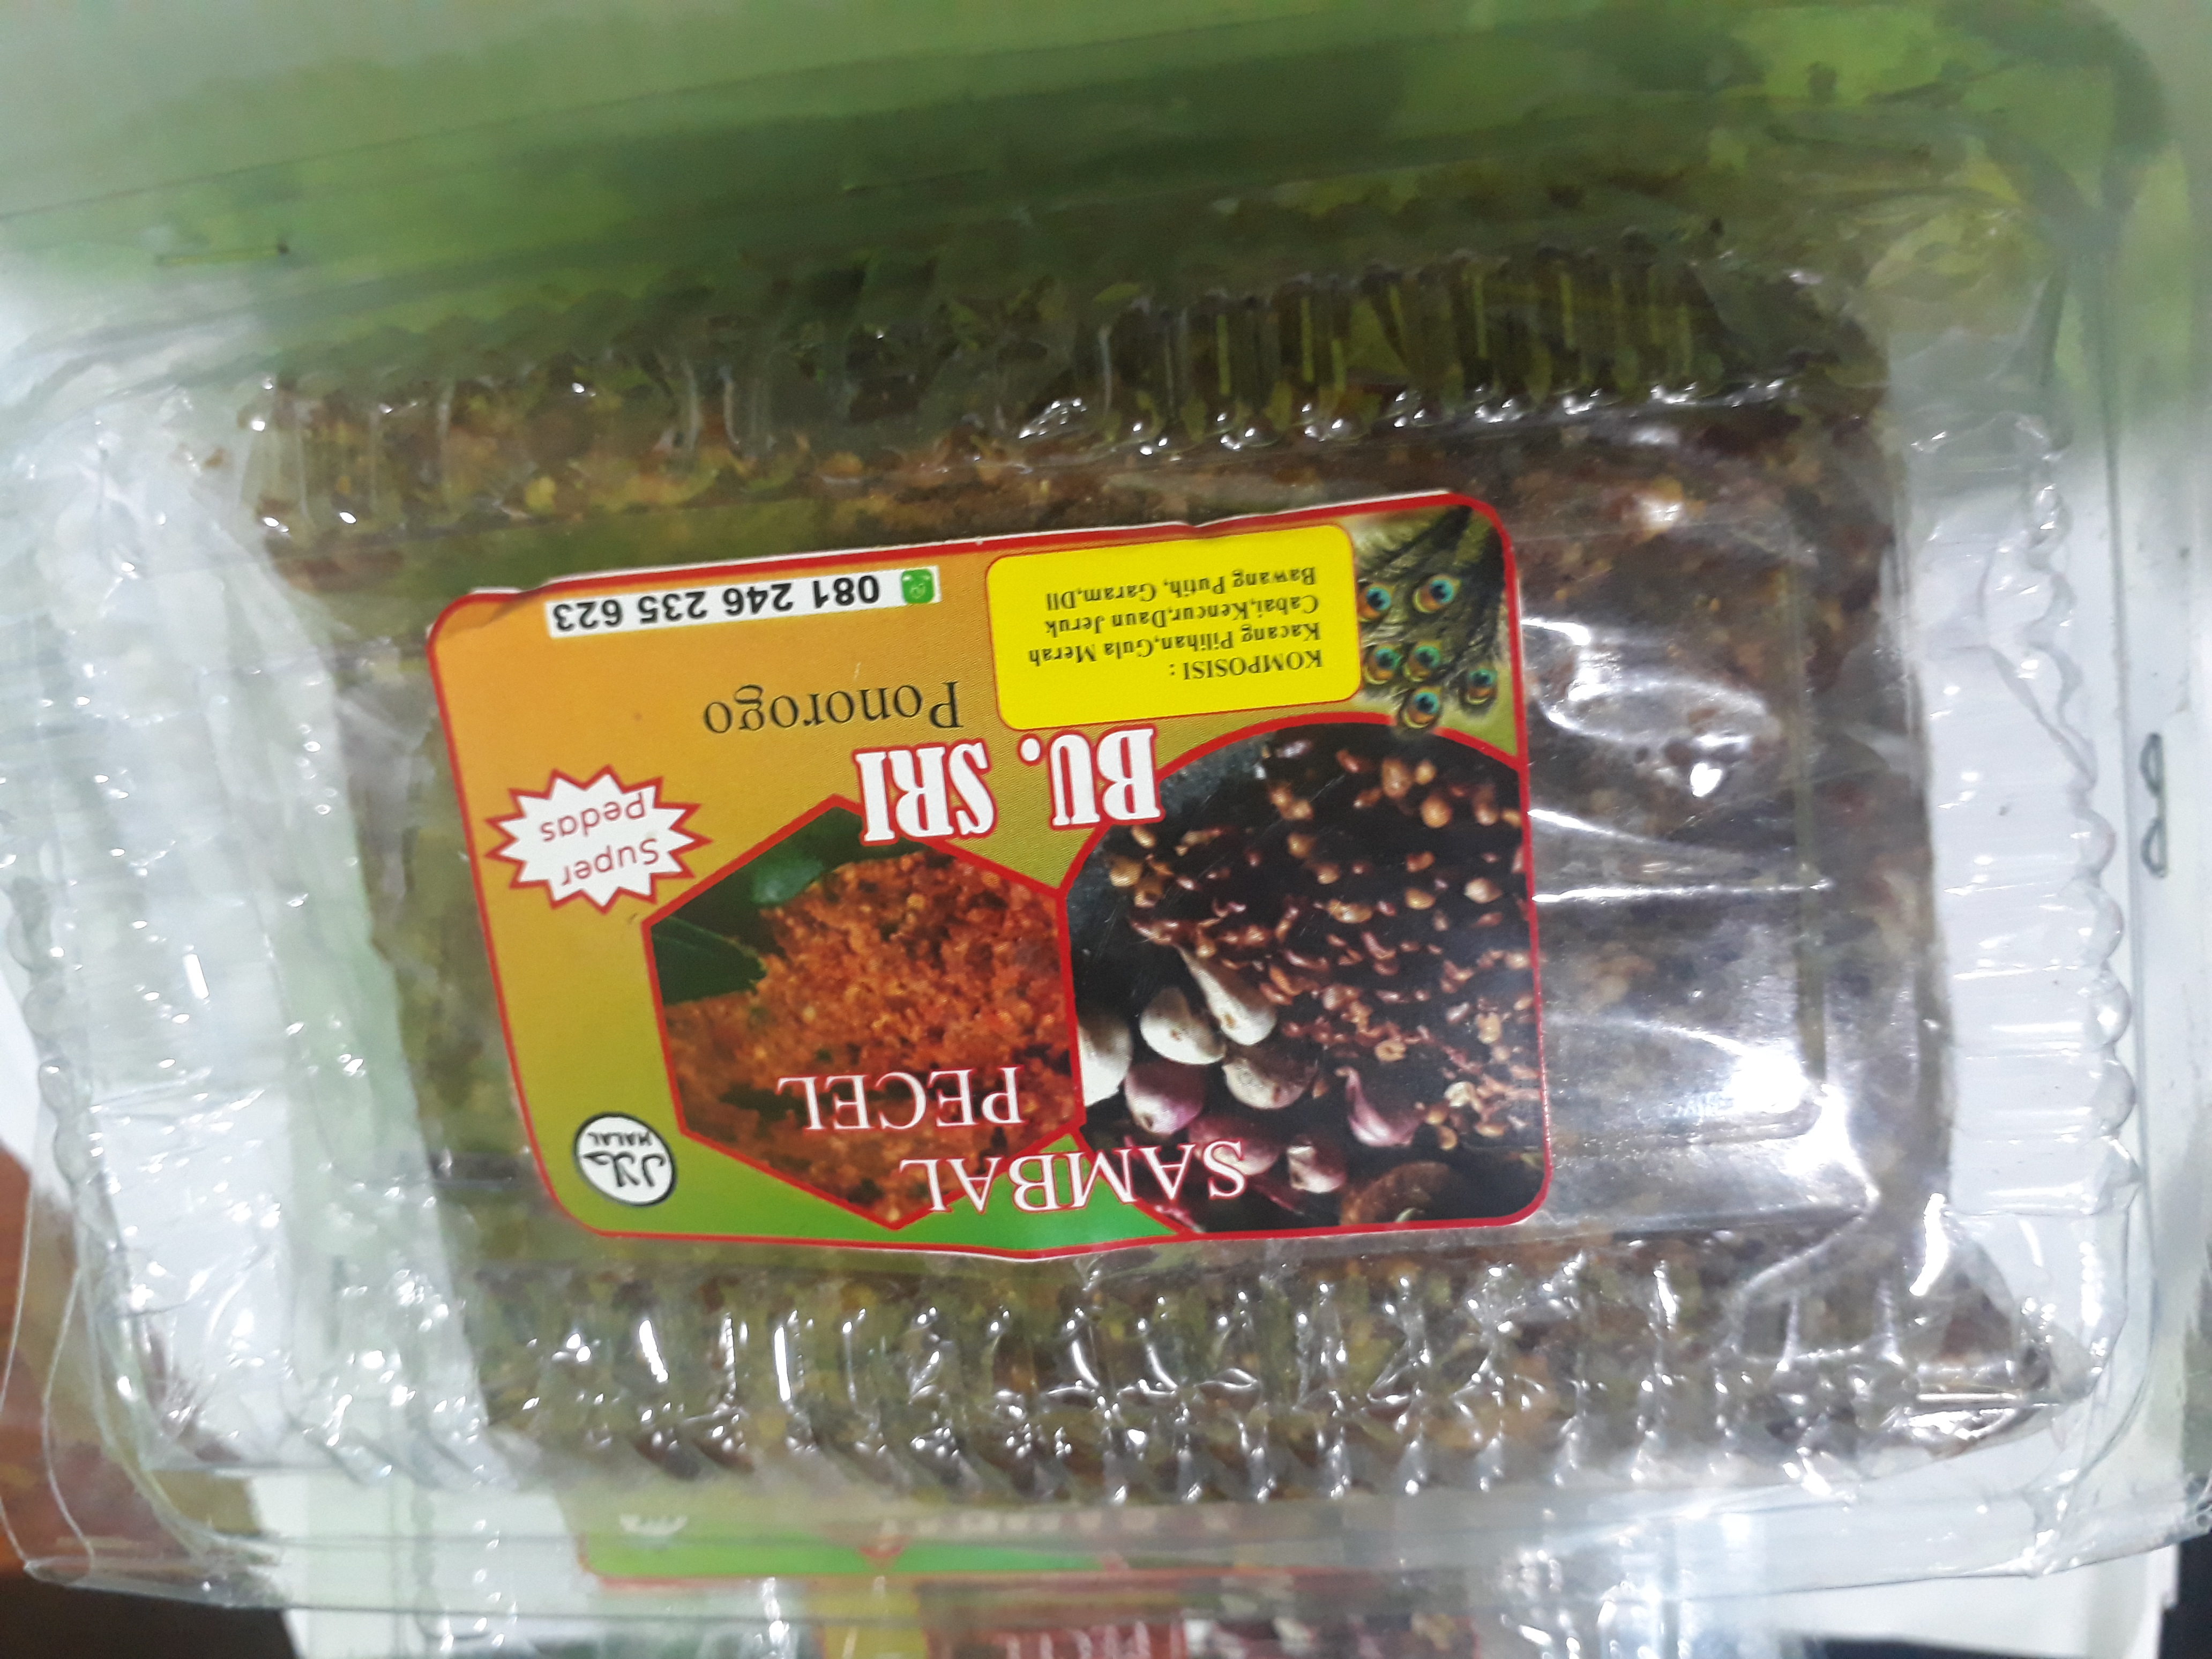 PECEL
SAMBAL
PECEL
حلال
HALAL
Super
Pedas
BU. SRI
Ponorogo
KOMPOSISI :
Kacang Pilihan,Gula Merah
Cabai,Kencur,Daun Jeruk
Bawang Putih, Garam,Dll
081 246 235 623